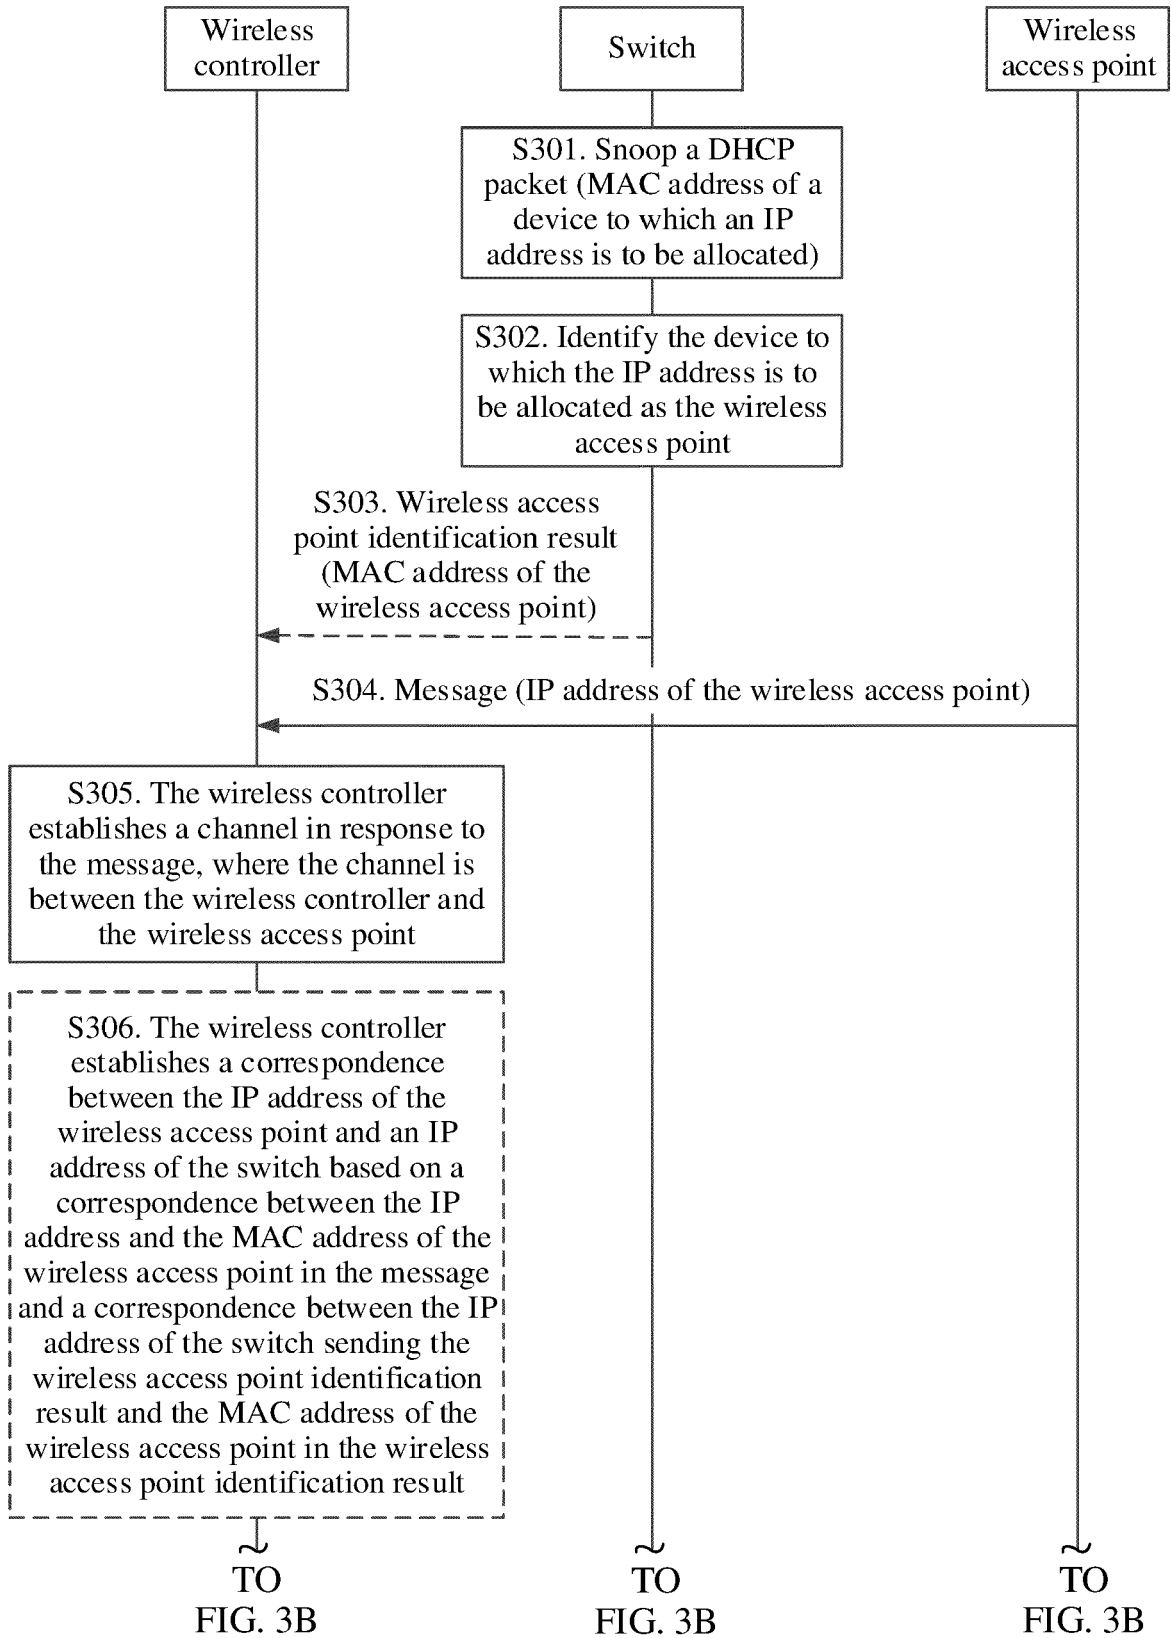 Wireless
controller
Switch
Wireless
access point
S301. Snoop a DHCP
packet (MAC address of a
device to which an IP
address is to be allocated)
S302. Identify the device to
which the IP address is to
be allocated as the wireless
access point
S303. Wireless access
point identification result
(MAC address of the
wireless access point)
S304. Message (IP address of the wireless access point)
S305. The wireless controller
establishes a channel in response to
the message, where the channel is
between the wireless controller and
the wireless access point
S306. The wireless controller
establishes a correspondence
between the IP address of the
wireless access point and an IP
address of the switch based on a
correspondence between the IP
address and the MAC address of the
wireless access point in the message
and a correspondence between the IP
address of the switch sending the
wireless access point identification
result and the MAC address of the
wireless access point in the wireless
access point identification result
TO
FIG. 3B
TO
FIG. 3B
TO
FIG. 3B